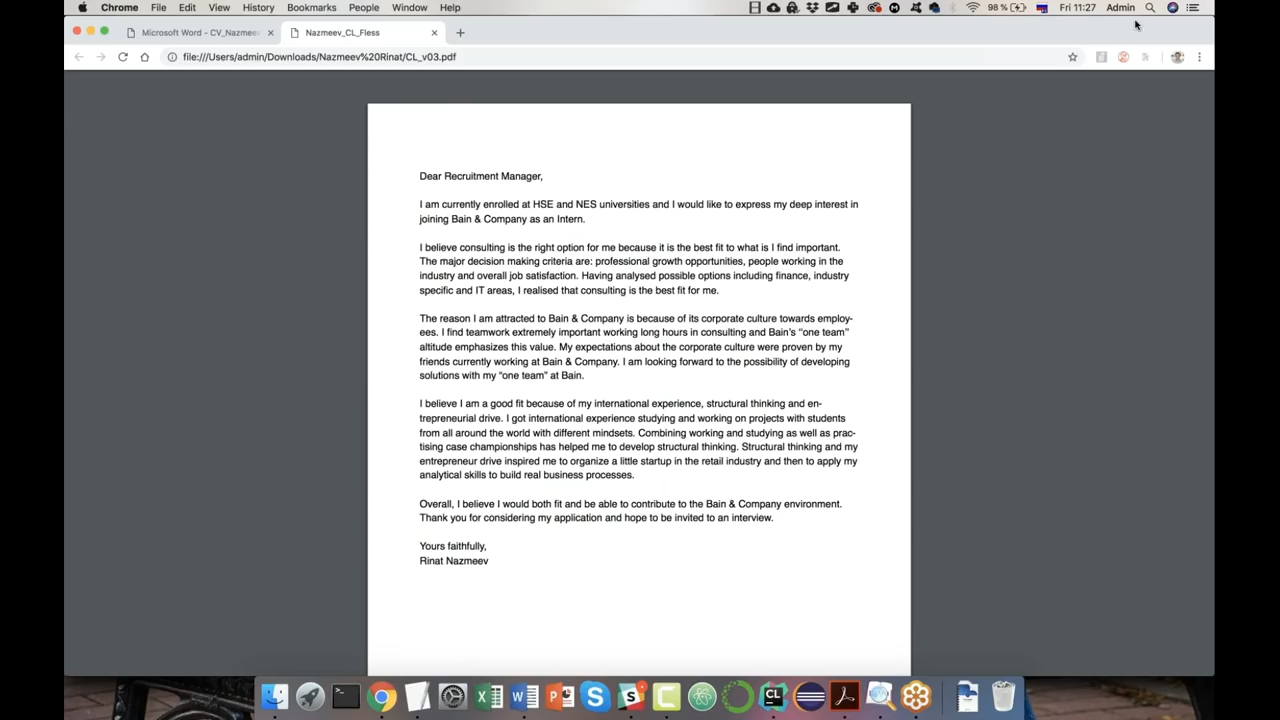 Chrome File Edit View History Bookmarks People Window Help 98 % Fri 11:27 Admin
Microsoft Word - CV_Nazmeev Nazmeev_CL_Fless
file:///Users/admin/Downloads/Nazmeev%20Rinat/CL_v03.pdf
Dear Recruitment Manager,
I am currently enrolled at HSE and NES universities and I would like to express my deep interest in
joining Bain & Company as an Intern.
I believe consulting is the right option for me because it is the best fit to what is I find important.
The major decision making criteria are: professional growth opportunities, people working in the
industry and overall job satisfaction. Having analysed possible options including finance, industry
specific and IT areas, I realised that consulting is the best fit for me.
The reason I am attracted to Bain & Company is because of its corporate culture towards employ-
ees. I find teamwork extremely important working long hours in consulting and Bain's “one team”
altitude emphasizes this value. My expectations about the corporate culture were proven by my
friends currently working at Bain & Company. I am looking forward to the possibility of developing
solutions with my “one team” at Bain.
I believe I am a good fit because of my international experience, structural thinking and en-
trepreneurial drive. I got international experience studying and working on projects with students
from all around the world with different mindsets. Combining working and studying as well as prac-
tising case championships has helped me to develop structural thinking. Structural thinking and my
entrepreneur drive inspired me to organize a little startup in the retail industry and then to apply my
analytical skills to build real business processes.
Overall, I believe I would both fit and be able to contribute to the Bain & Company environment.
Thank you for considering my application and hope to be invited to an interview.
Yours faithfully,
Rinat Nazmeev